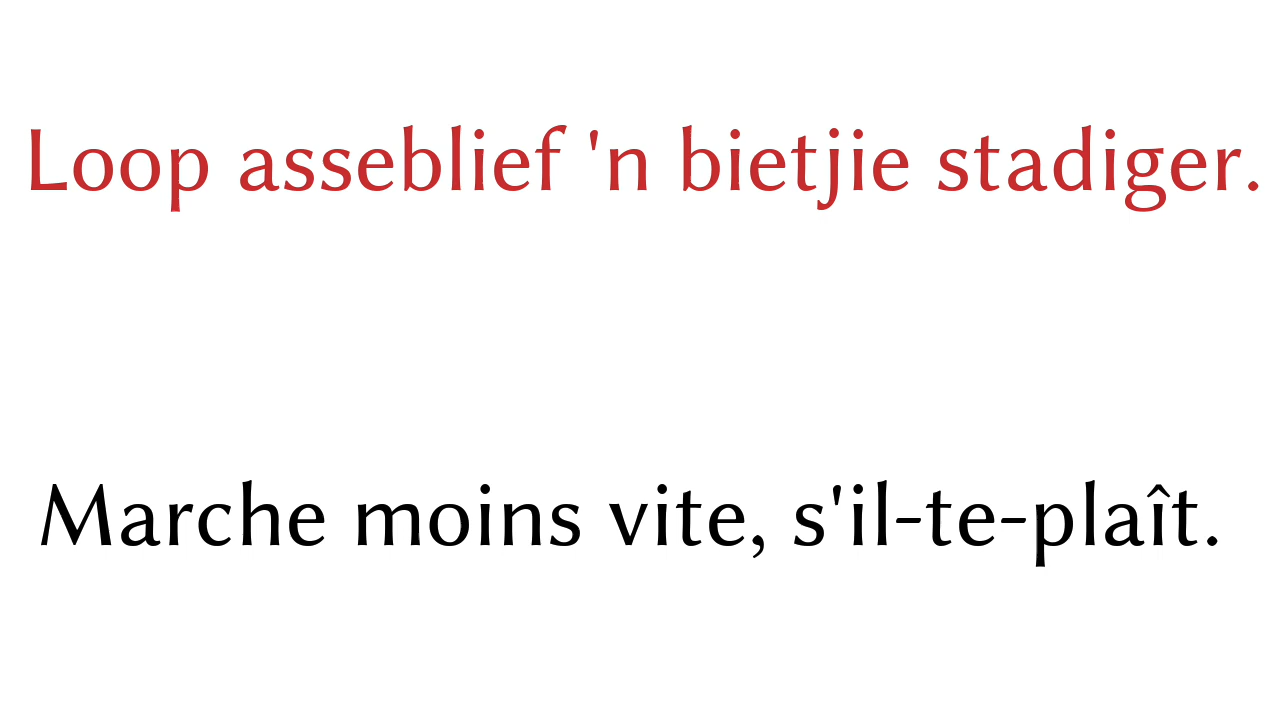 Loop asseblief 'n bietjie stadiger.
Marche moins vite, s'il-te-plaît.